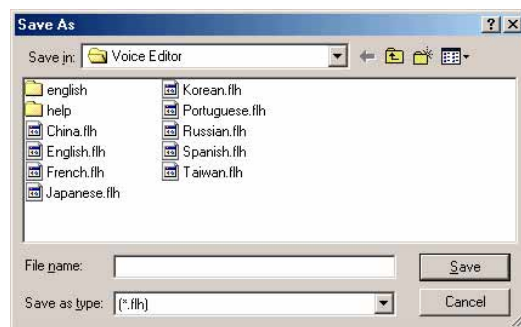 Save As
Save in: Voice Editor
english
help
China.flh
English.flh
French.flh
Japanese.flh
Korean.flh
Portuguese.flh
Russian.flh
Spanish.flh
Taiwan.flh
File name:
Save
Save as type: (*.flh)
Cancel